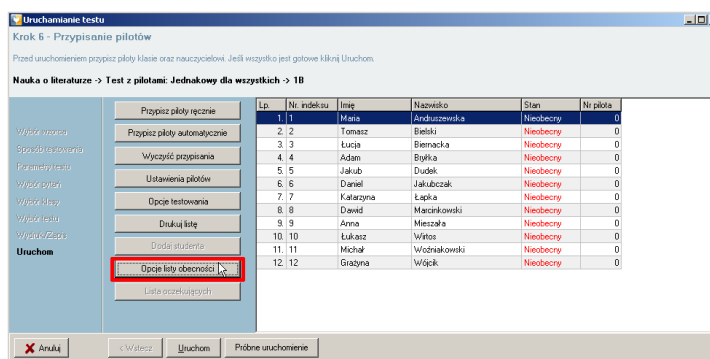 Uruchamianie testu
Krok 6 - Przypisanie pilotów
Przed uruchomieniem przypisz piloty klasie oraz nauczycielowi. Jeśli wszystko jest gotowe kliknij Uruchom.
Nauka o literaturze -> Test z pilotami: Jednakowy dla wszystkich -> 1B
Wybór wzorca
Sposób testowania
Parametry testu
Wybór pytań
Wybór klasy
Wybór testu
Wydruk/Zapis
Uruchom
Przypisz piloty ręcznie
Przypisz piloty automatycznie
Wyczyść przypisania
Ustawienia pilotów
Opcje testowania
Drukuj listę
Dodaj studenta
Opcje listy obecności
Lista oczekujących
Lp. Nr. indeksu Imię Nazwisko Stan Nr pilota
1. 1 Maria Andruszewska Nieobecny 0
2. 2 Tomasz Bielski Nieobecny 0
3. 3 Łucja Biernacka Nieobecny 0
4. 4 Adam Bryłka Nieobecny 0
5. 5 Jakub Dudek Nieobecny 0
6. 6 Daniel Jakubczak Nieobecny 0
7. 7 Katarzyna Łapka Nieobecny 0
8. 8 Dawid Marcinkowski Nieobecny 0
9. 9 Anna Mieszała Nieobecny 0
10. 10 Łukasz Wirtos Nieobecny 0
11. 11 Michał Woźniakowski Nieobecny 0
12. 12 Grażyna Wójcik Nieobecny 0
Anuluj < Wstecz Uruchom Próbne uruchomienie